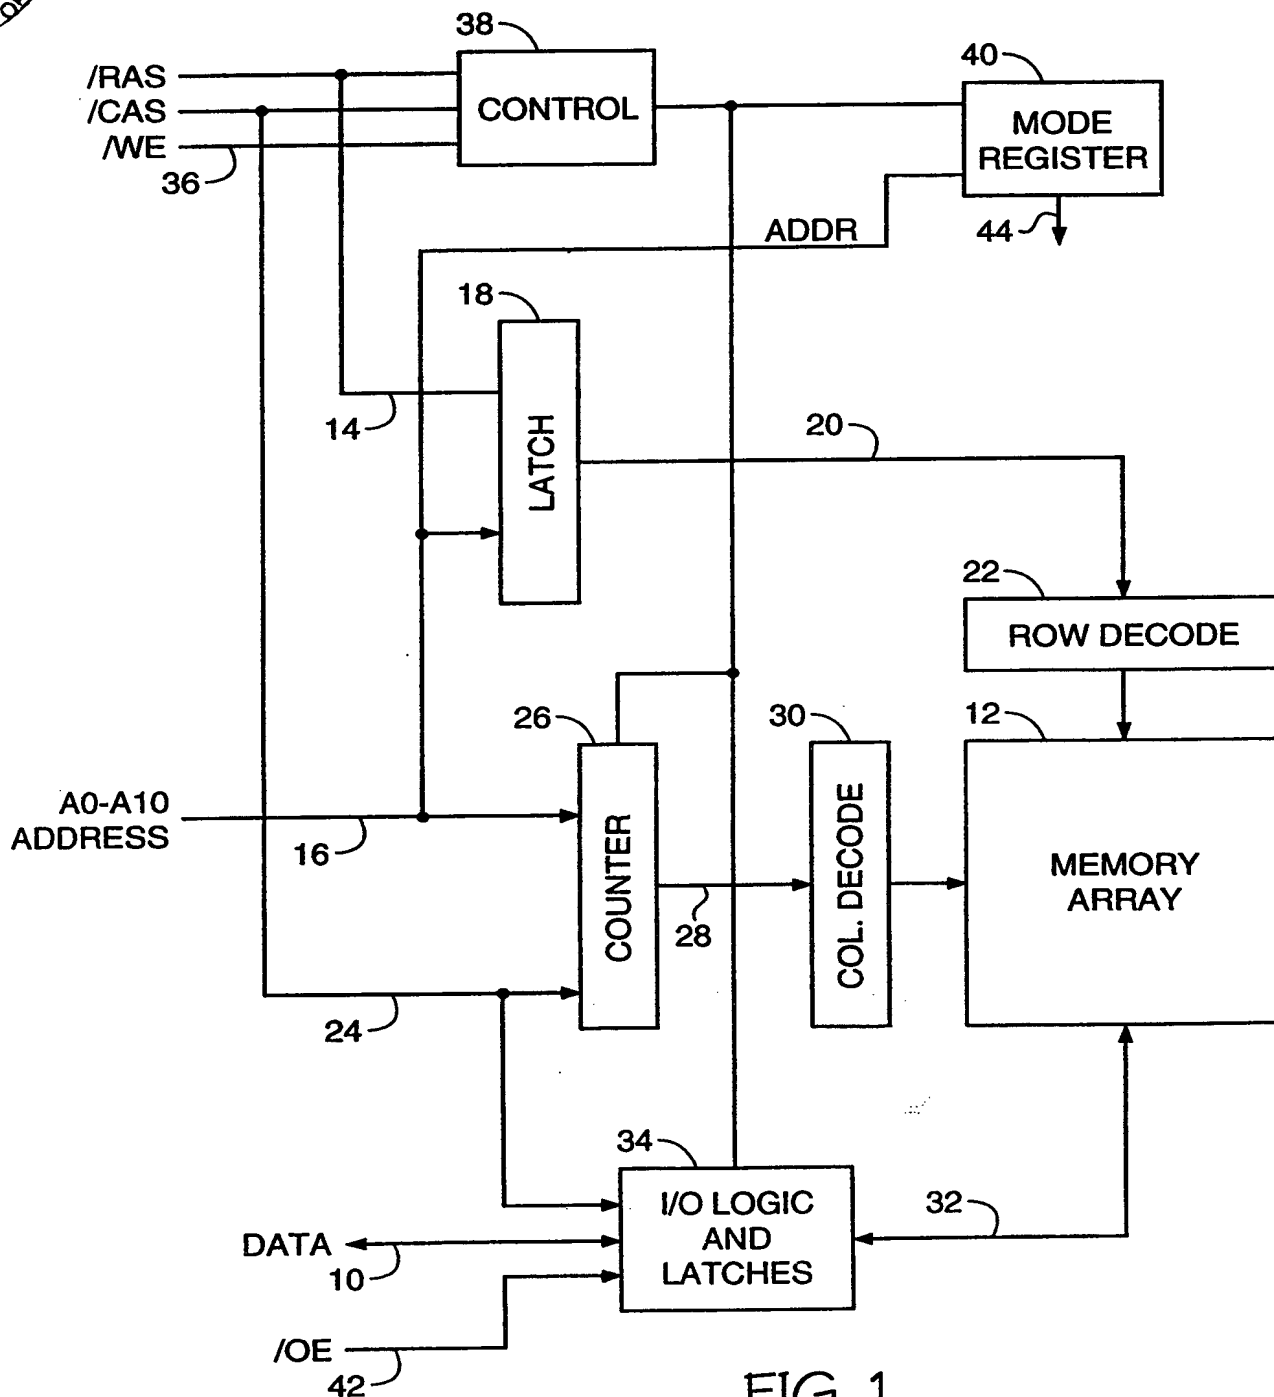 38
/RAS
/CAS
/WE
36
CONTROL
40
MODE
REGISTER
44
ADDR
18
14
LATCH
20
22
ROW DECODE
12
26
30
A0-A10
ADDRESS
16
COUNTER
28
COL. DECODE
MEMORY
ARRAY
24
34
I/O LOGIC
AND
LATCHES
32
DATA
10
/OE
42
FIG. 1